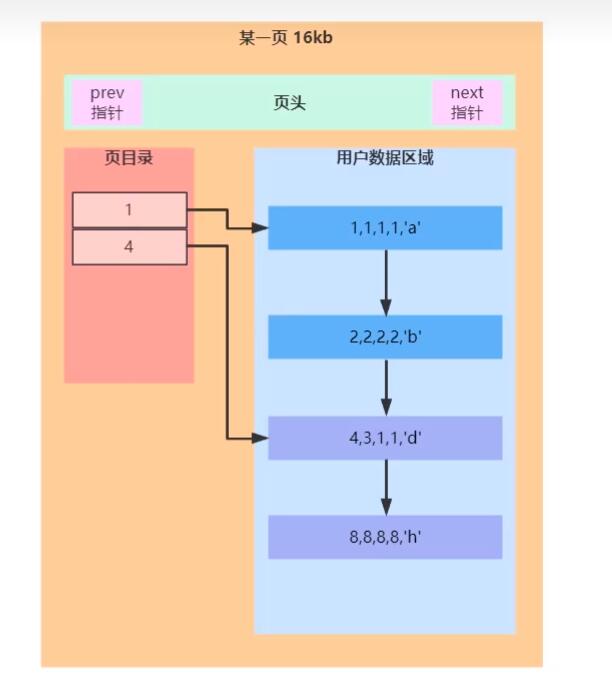 某一页 16kb
prev
指针
页头
next
指针
页目录
1
4
用户数据区域
1,1,1,1,'a'
2,2,2,2,'b'
4,3,1,1,'d'
8,8,8,8,'h'